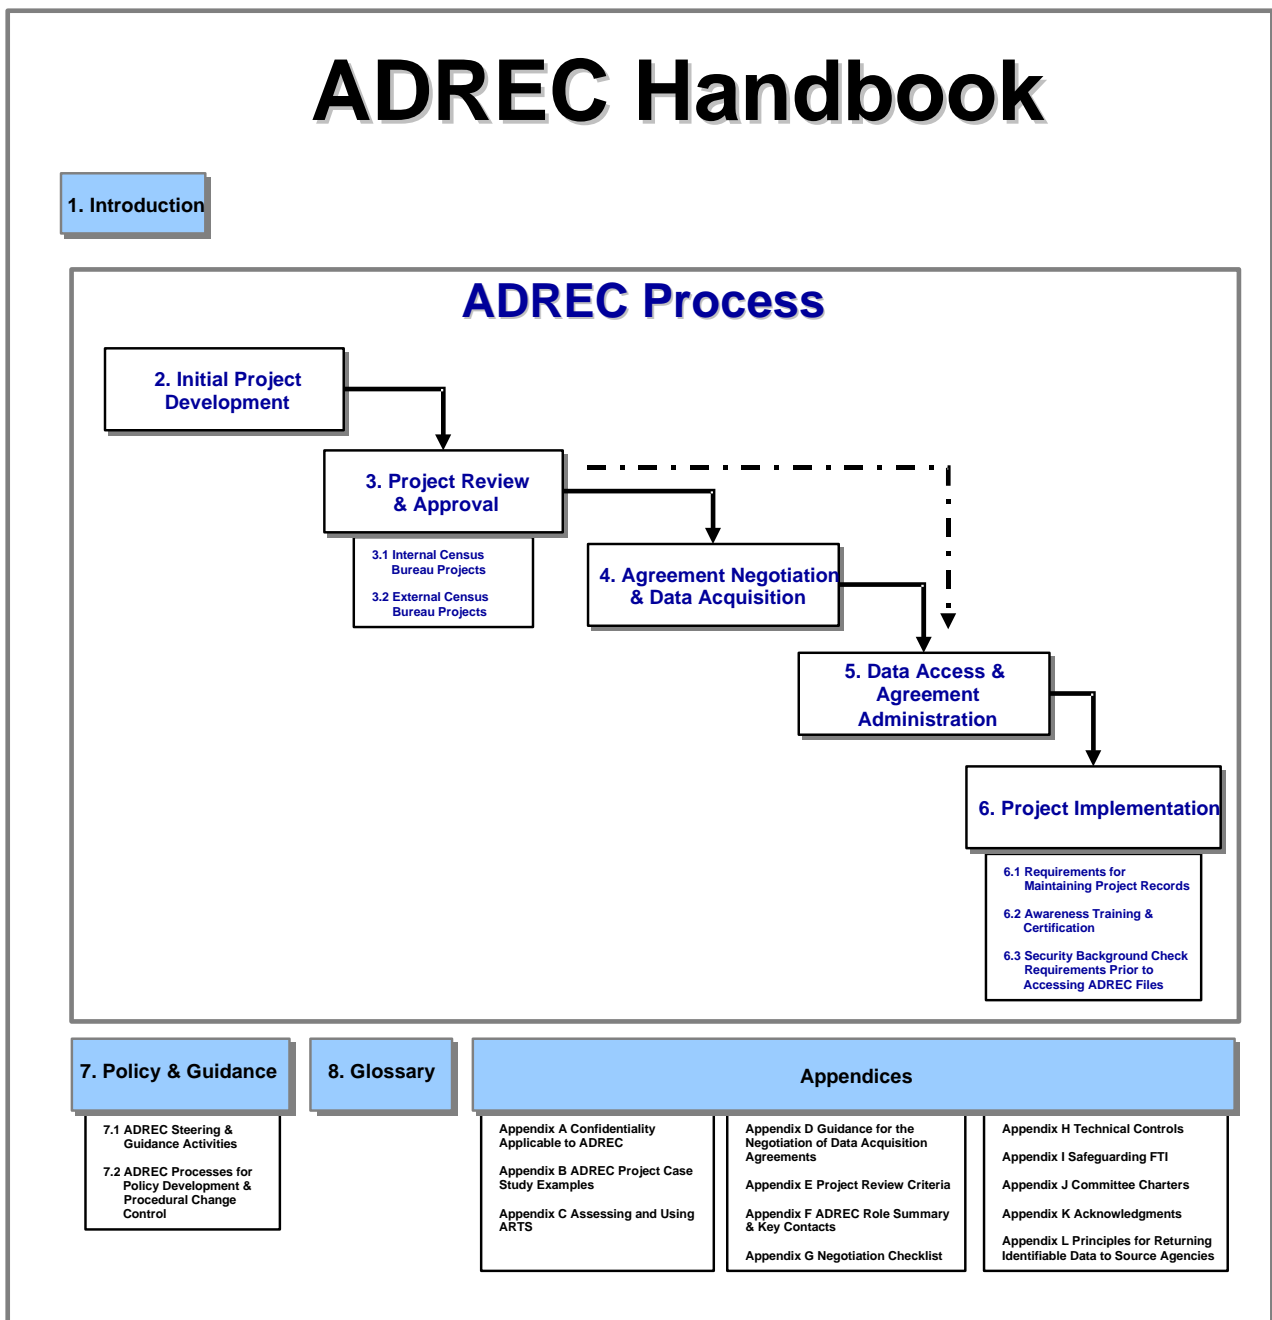 ADREC Handbook
1. Introduction
ADREC Process
2. Initial Project
Development
3. Project Review
& Approval
3.1 Internal Census
Bureau Projects
3.2 External Census
Bureau Projects
4. Agreement Negotiation
& Data Acquisition
5. Data Access &
Agreement
Administration
6. Project Implementation
6.1 Requirements for
Maintaining Project Records
6.2 Awareness Training &
Certification
6.3 Security Background Check
Requirements Prior to
Accessing ADREC Files
7. Policy & Guidance
7.1 ADREC Steering &
Guidance Activities
7.2 ADREC Processes for
Policy Development &
Procedural Change
Control
8. Glossary
Appendices
Appendix A Confidentiality
Applicable to ADREC
Appendix B ADREC Project Case
Study Examples
Appendix C Assessing and Using
ARTS
Appendix D Guidance for the
Negotiation of Data Acquisition
Agreements
Appendix E Project Review Criteria
Appendix F ADREC Role Summary
& Key Contacts
Appendix G Negotiation Checklist
Appendix H Technical Controls
Appendix I Safeguarding FTI
Appendix J Committee Charters
Appendix K Acknowledgments
Appendix L Principles for Returning
Identifiable Data to Source Agencies